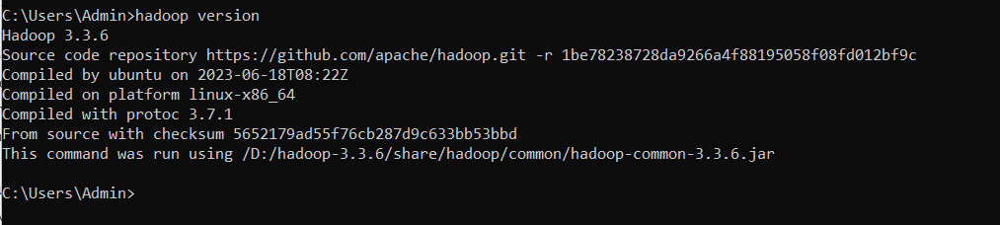 C:\Users\Admin>hadoop version
Hadoop 3.3.6
Source code repository https://github.com/apache/hadoop.git -r 1be78238728da9266a4f88195058f08fd012bf9c
Compiled by ubuntu on 2023-06-18T08:22Z
Compiled on platform linux-x86_64
Compiled with protoc 3.7.1
From source with checksum 5652179ad55f76cb287d9c633bb53bbd
This command was run using /D:/hadoop-3.3.6/share/hadoop/common/hadoop-common-3.3.6.jar
C:\Users\Admin>